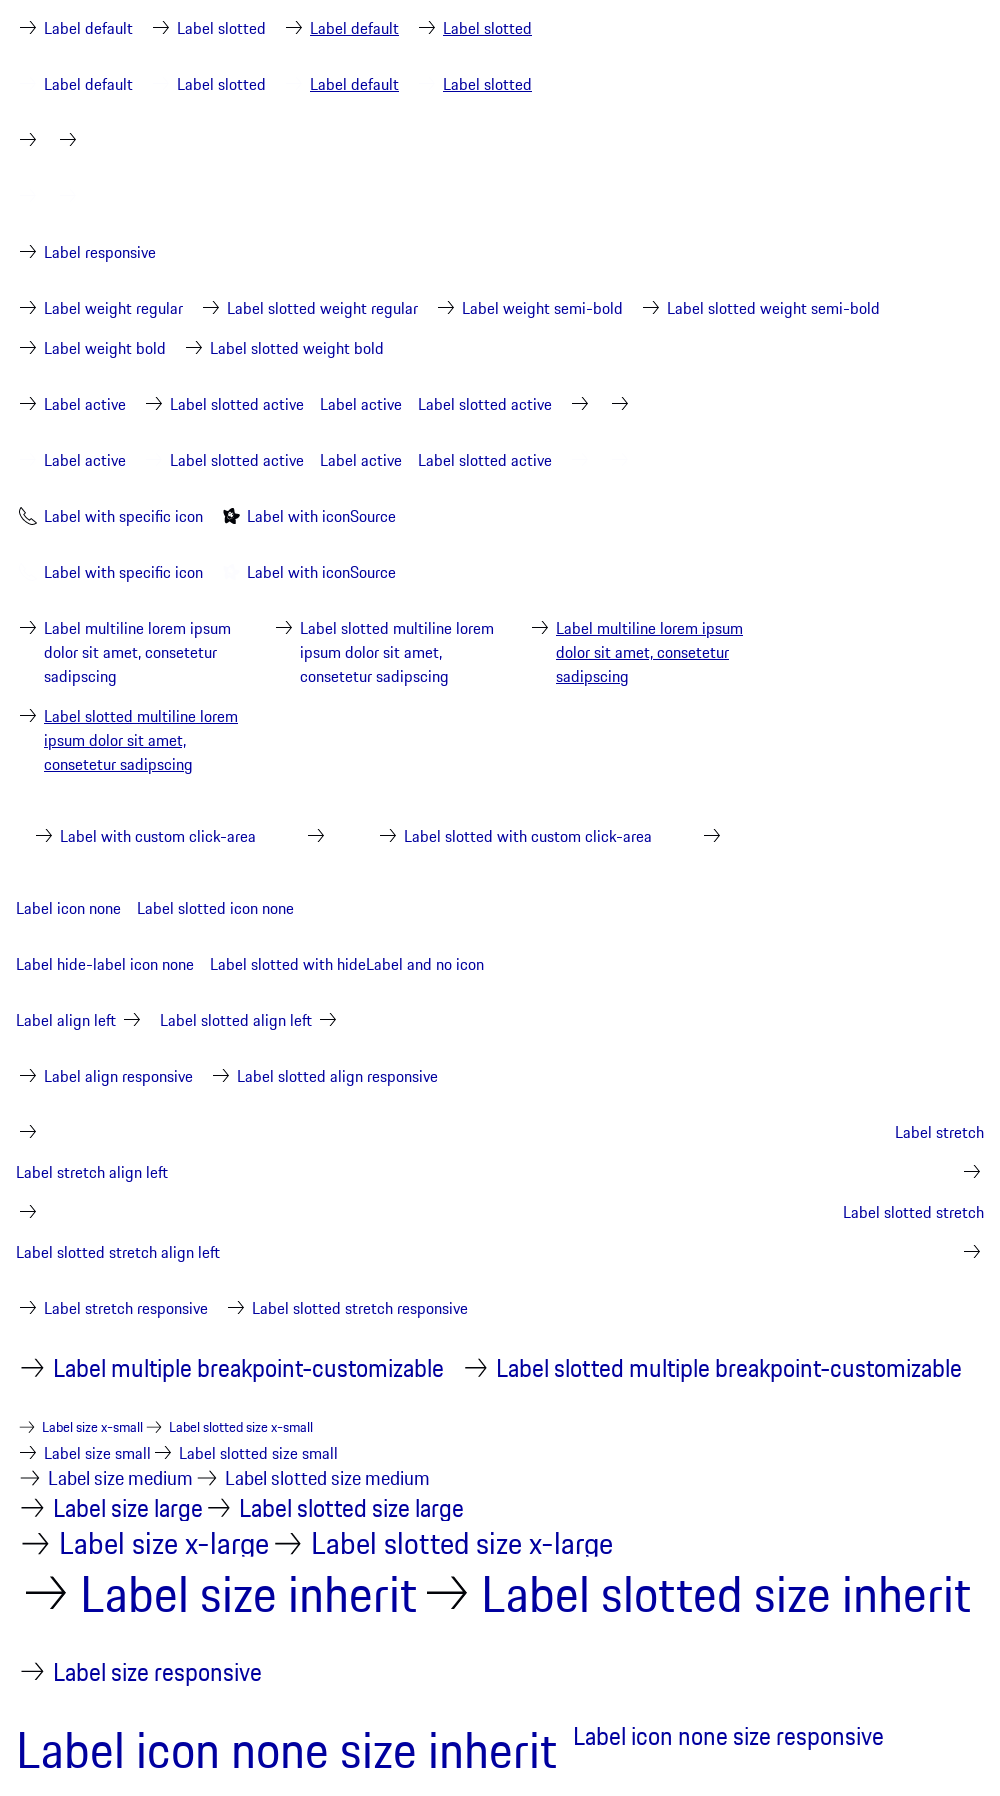 Label default Label slotted Label default Label slotted
Label default Label slotted Label default Label slotted
Label responsive
Label weight regular Label slotted weight regular Label weight semi-bold Label slotted weight semi-bold
Label weight bold Label slotted weight bold
Label active Label slotted active Label active Label slotted active
Label active Label slotted active Label active Label slotted active
Label with specific icon Label with iconSource
Label with specific icon Label with iconSource
Label multiline lorem ipsum Label slotted multiline lorem Label multiline lorem ipsum
dolor sit amet, consetetur ipsum dolor sit amet, dolor sit amet, consetetur
sadipscing consetetur sadipscing sadipscing
Label slotted multiline lorem
ipsum dolor sit amet,
consetetur sadipscing
Label with custom click-area Label slotted with custom click-area
Label icon none Label slotted icon none
Label hide-label icon none Label slotted with hideLabel and no icon
Label align left Label slotted align left
Label align responsive Label slotted align responsive
Label stretch
Label stretch align left
Label slotted stretch
Label slotted stretch align left
Label stretch responsive Label slotted stretch responsive
Label multiple breakpoint-customizable Label slotted multiple breakpoint-customizable
Label size x-small Label slotted size x-small
Label size small Label slotted size small
Label size medium Label slotted size medium
Label size large Label slotted size large
Label size x-large Label slotted size x-large
Label size inherit Label slotted size inherit
Label size responsive
Label icon none size inherit Label icon none size responsive